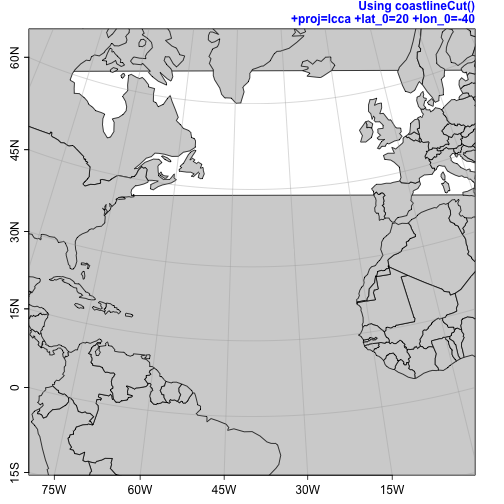 Using coastlineCut()
+proj=lcca +lat_0=20 +lon_0=-40
60N
45N
30N
15N
0
15S
75W
60W
45W
30W
15W